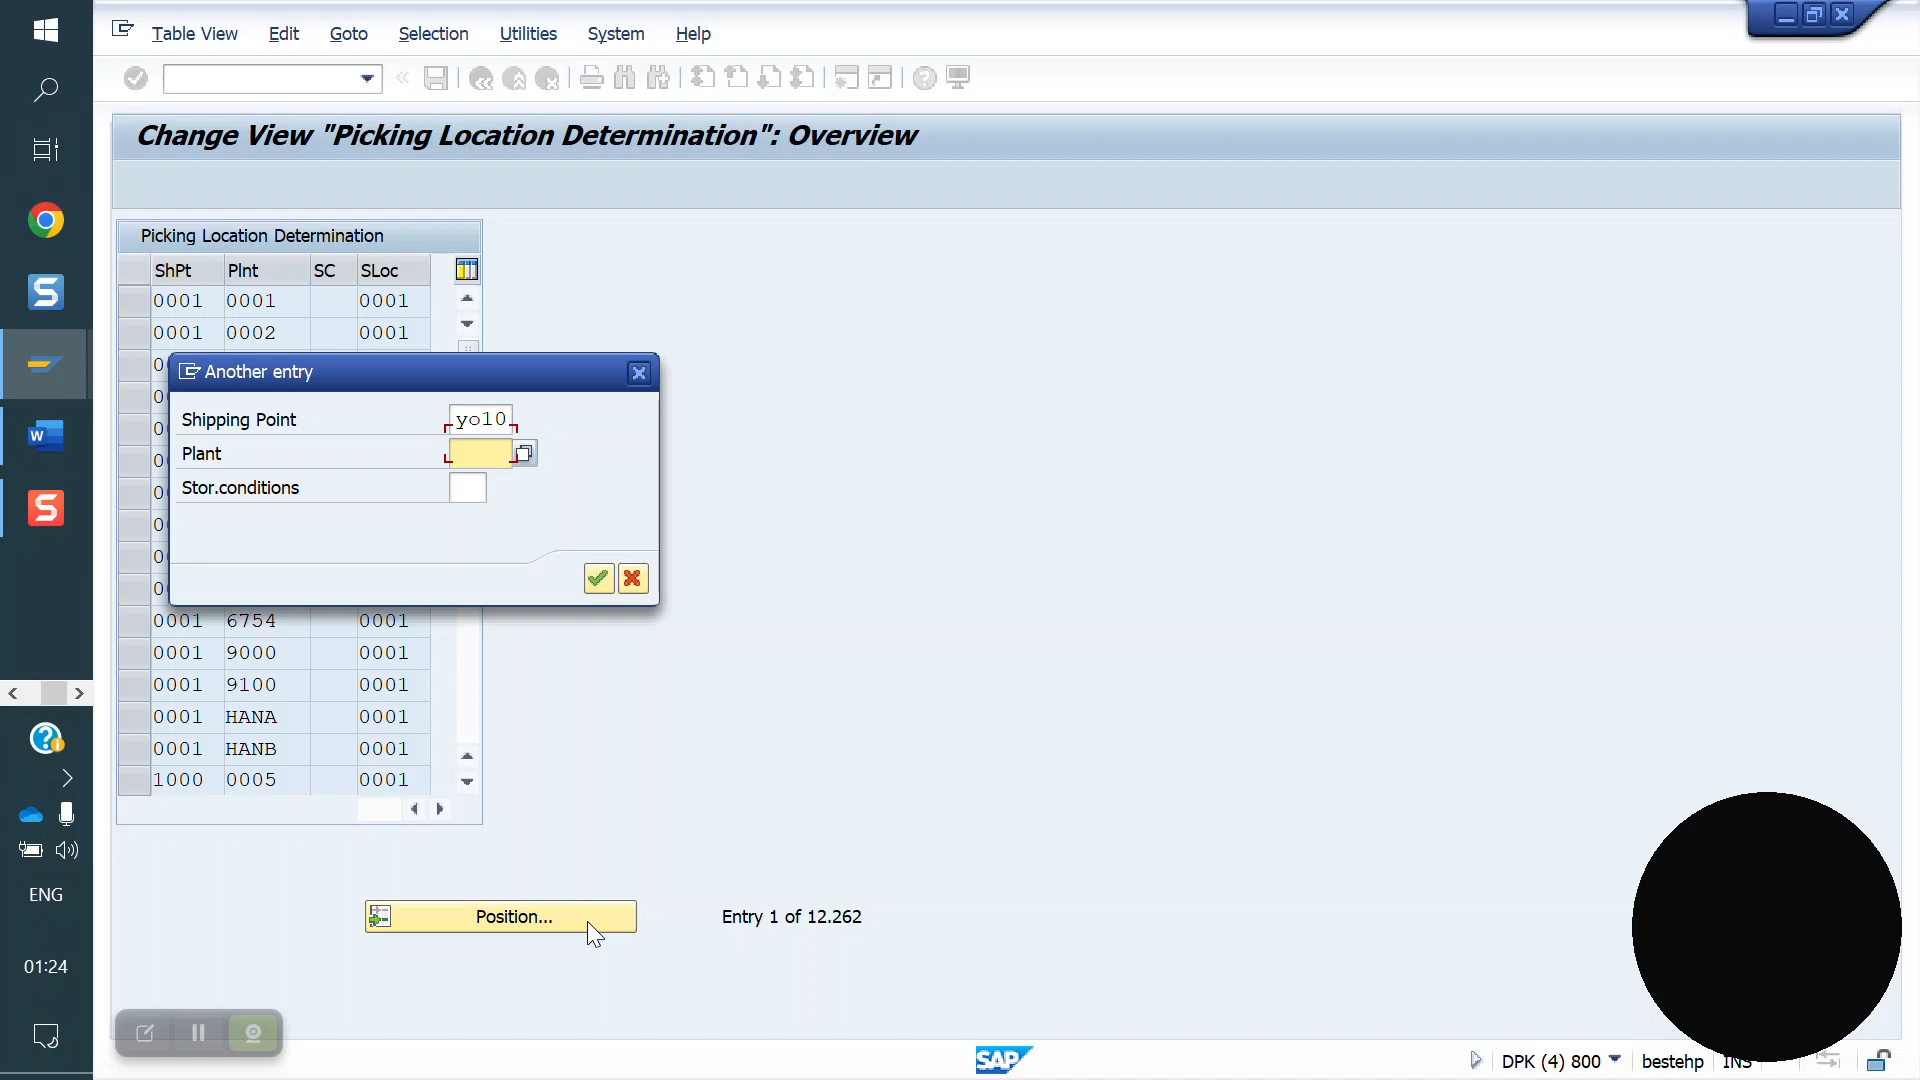 Table View Edit Goto Selection Utilities System Help
Change View "Picking Location Determination": Overview
Picking Location Determination
ShPt Plnt SC SLoc
0001 0001 0001
0001 0002 0001
Another entry
Shipping Point yo10
Plant
Stor.conditions
0001 6754 0001
0001 9000 0001
0001 9100 0001
0001 HANA 0001
0001 HANB 0001
1000 0005 0001
Position... Entry 1 of 12.262
ENG
01:24
SAP
DPK (4) 800 bestehp INS